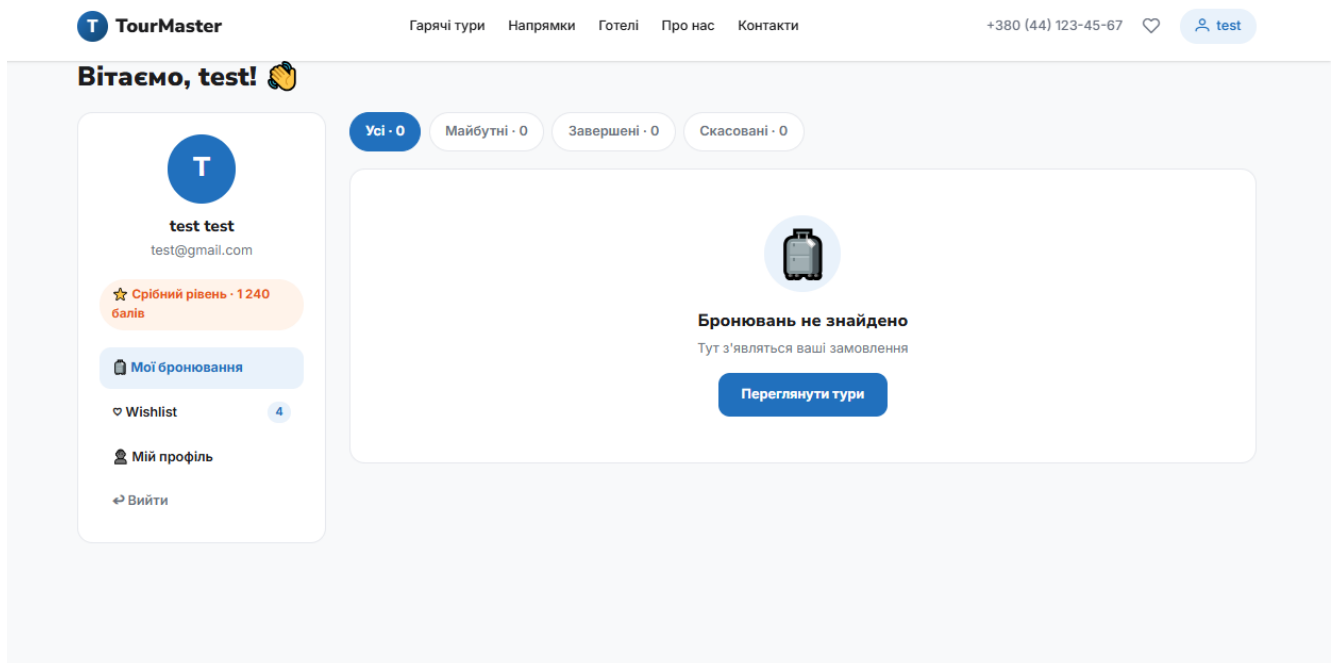 T TourMaster
Гарячі тури Напрямки Готелі Про нас Контакти
+380 (44) 123-45-67
test
Вітаємо, test! 👋
T
test test
test@gmail.com
⭐ Срібний рівень · 1 240
балів
Мої бронювання
Wishlist 4
Мій профіль
Вийти
Усі · 0 Майбутні · 0 Завершені · 0 Скасовані · 0
Бронювань не знайдено
Тут з'являться ваші замовлення
Переглянути тури